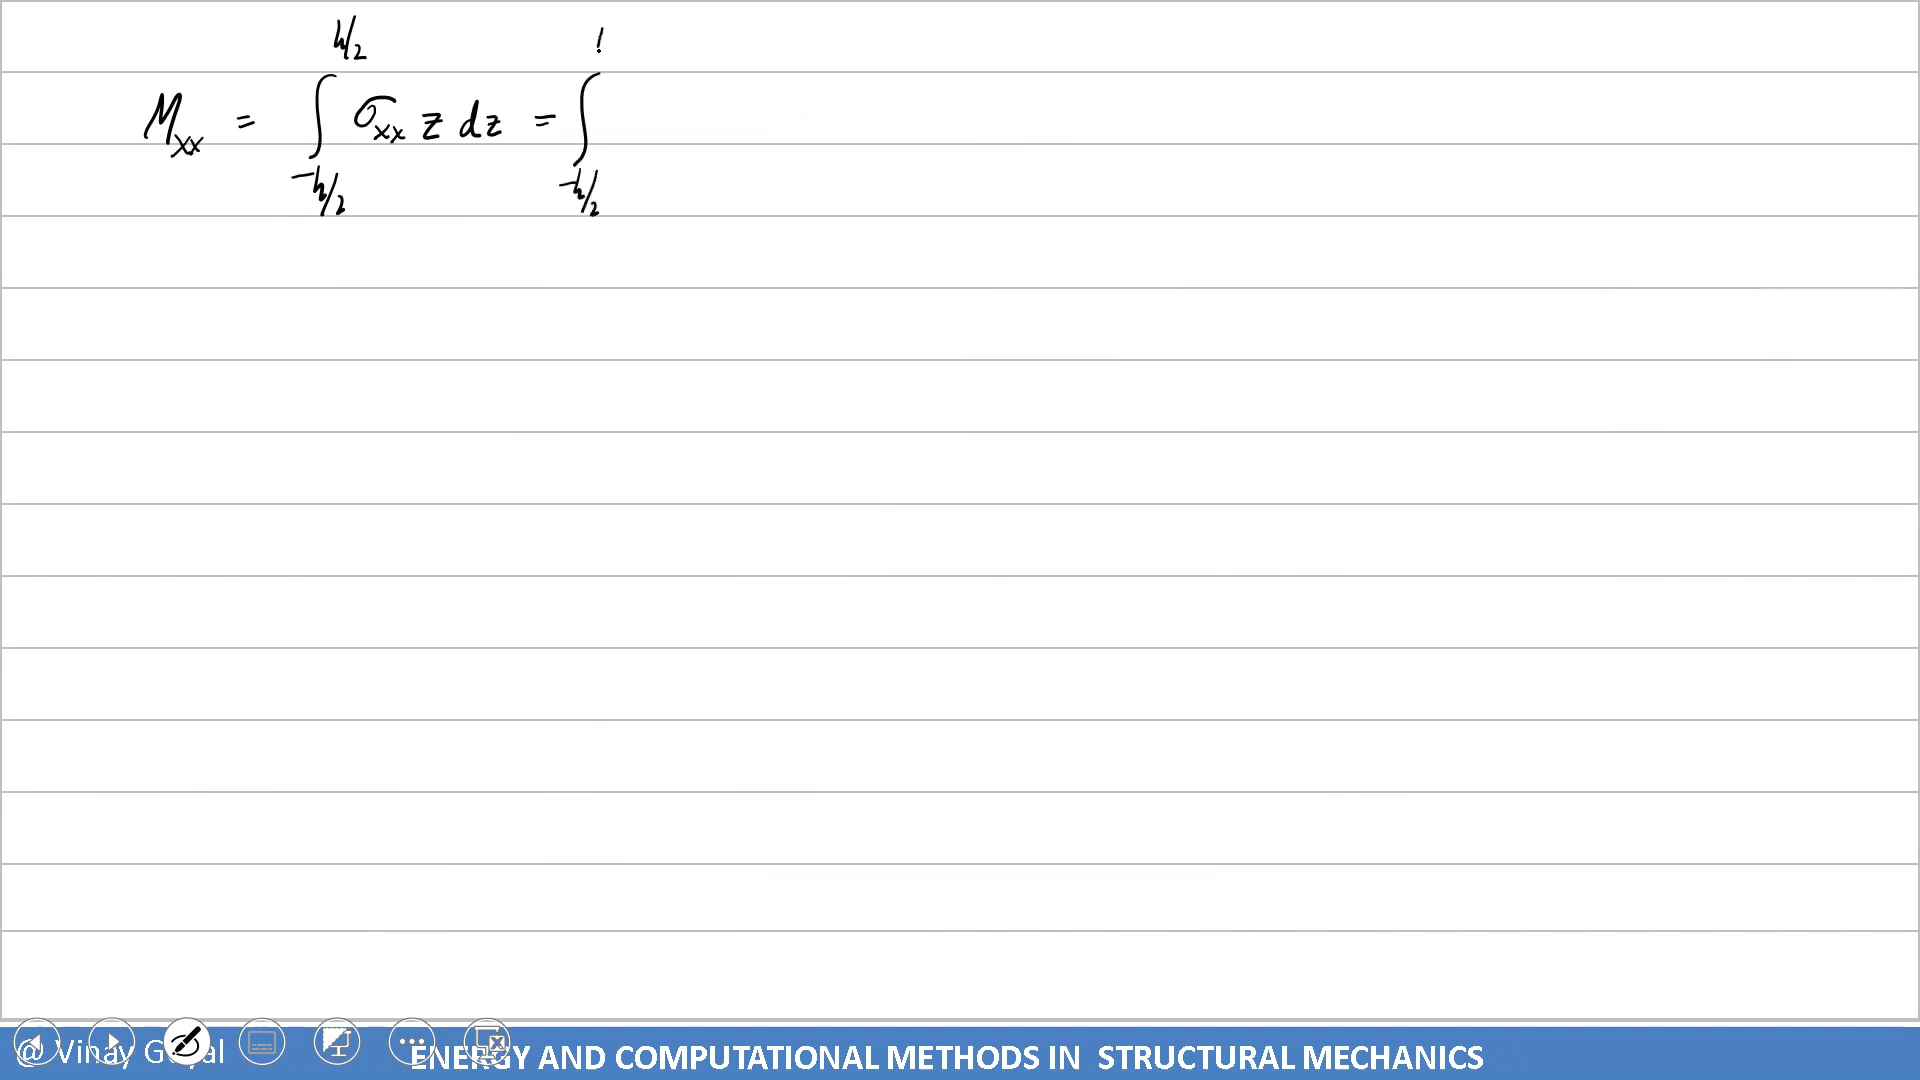 h/2
M_xx = ∫ σ_xx z dz = ∫
-h/2 -h/2
@ Vinay Goyal
ENERGY AND COMPUTATIONAL METHODS IN STRUCTURAL MECHANICS